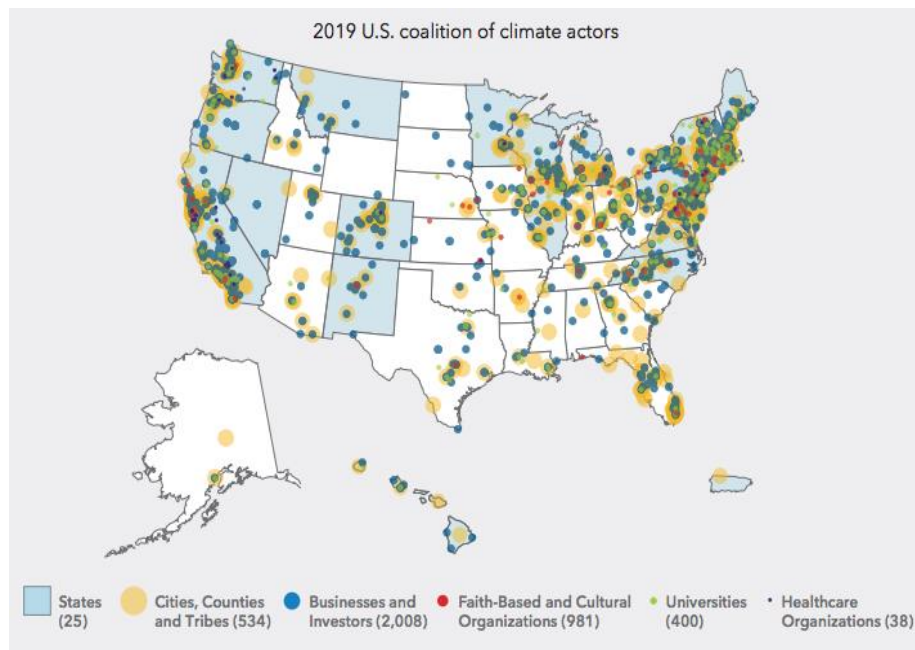 2019 U.S. coalition of climate actors
States
(25)
Cities, Counties
and Tribes (534)
Businesses and
Investors (2,008)
Faith-Based and Cultural
Organizations (981)
Universities
(400)
Healthcare
Organizations (38)